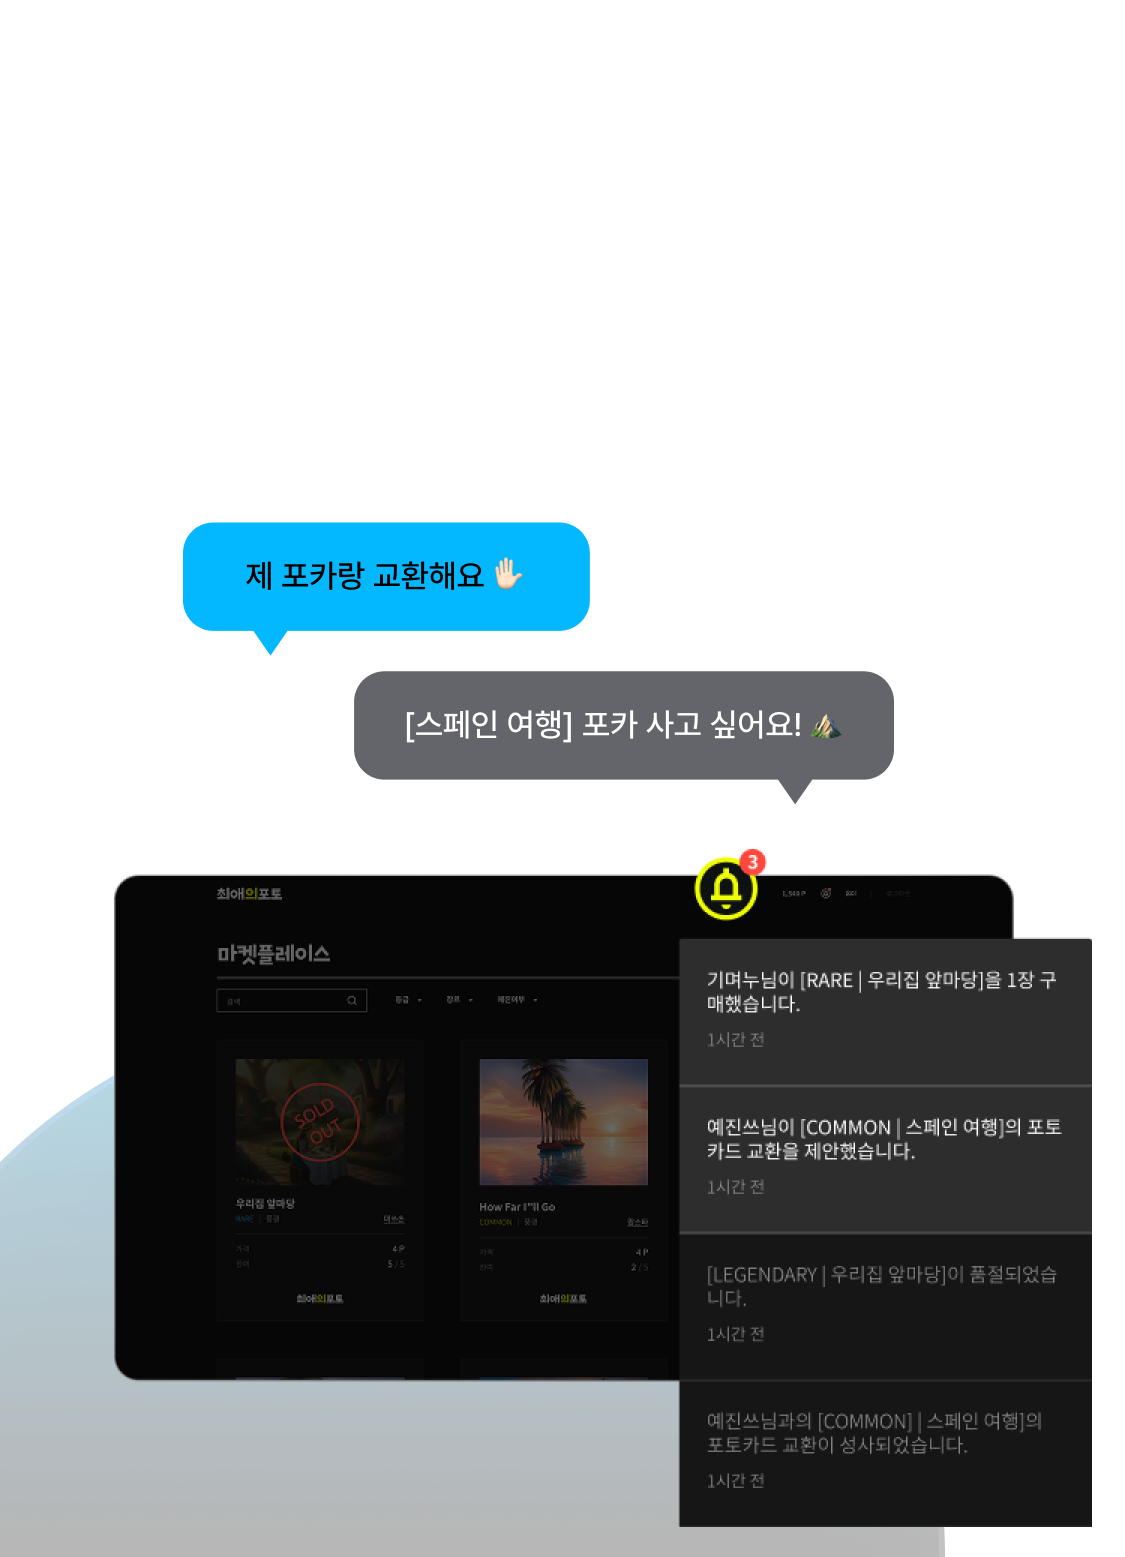 제 포카랑 교환해요 🖐🏻
[스페인 여행] 포카 사고 싶어요! ⛰️
3
최애의포토
1,540 P
마켓플레이스
검색
등급
장르
매진여부
기며누님이 [RARE | 우리집 앞마당]을 1장 구
매했습니다.
1시간 전
예진쓰님이 [COMMON | 스페인 여행]의 포토
카드 교환을 제안했습니다.
1시간 전
[LEGENDARY | 우리집 앞마당]이 품절되었습
니다.
1시간 전
예진쓰님과의 [COMMON] | 스페인 여행]의
포토카드 교환이 성사되었습니다.
1시간 전
SOLD
OUT
우리집 앞마당
RARE | 풍경
가격 4 P
잔여 5 / 5
최애의포토
How Far I"ll Go
COMMON | 풍경
랍스타
가격 4 P
잔여 2 / 5
최애의포토